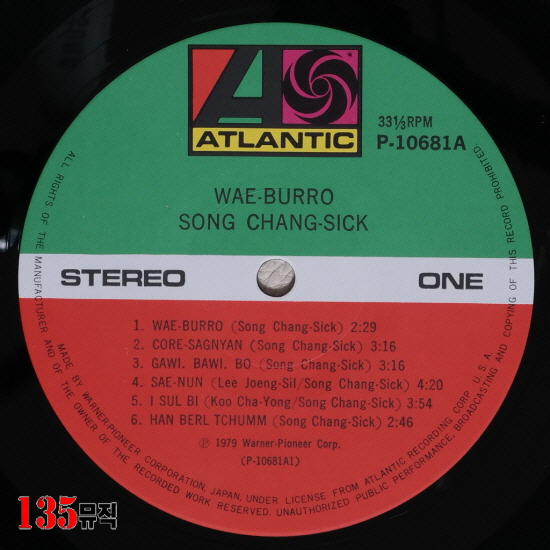 ATLANTIC
33⅓RPM
P-10681A
WAE-BURRO
SONG CHANG-SICK
STEREO
ONE
1. WAE-BURRO (Song Chang-Sick) 2:29
2. CORE-SAGNYAN (Song Chang-Sick) 3:16
3. GAWI. BAWI. BO (Song Chang-Sick) 3:16
4. SAE-NUN (Lee Joeng-Sil/Song Chang-Sick) 4:20
5. I SUL BI (Koo Cha-Yong/Song Chang-Sick) 3:54
6. HAN BERL TCHUMM (Song Chang-Sick) 2:46
Ⓟ 1979 Warner-Pioneer Corp.
(P-10681A1)
ALL RIGHTS OF THE MANUFACTURER AND OF THE OWNER OF THE RECORDED WORK RESERVED. UNAUTHORIZED PUBLIC PERFORMANCE, BROADCASTING AND COPYING OF THIS RECORD PROHIBITED.
MADE BY WARNER-PIONEER CORPORATION, JAPAN, UNDER LICENSE FROM ATLANTIC RECORDING CORP. U.S.A.
135뮤직